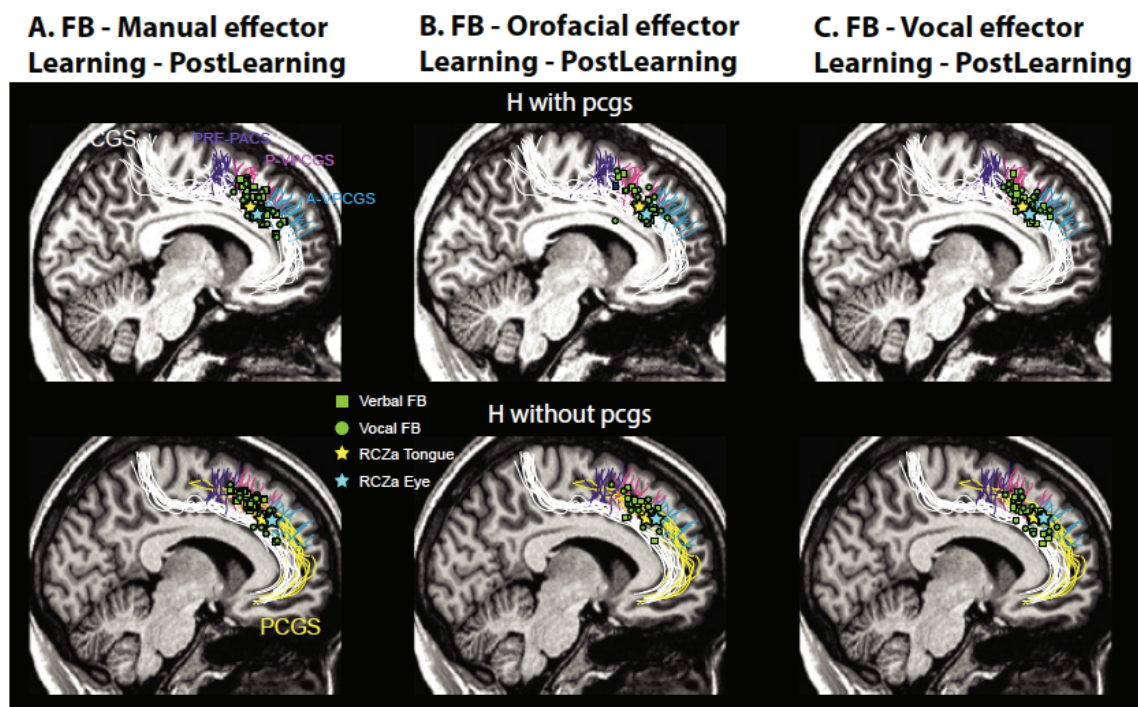 A. FB - Manual effector
Learning - PostLearning
B. FB - Orofacial effector
Learning - PostLearning
C. FB - Vocal effector
Learning - PostLearning
H with pcgs
CGS
PRE-PACS
P-VPCGS
A-VPCGS
Verbal FB
Vocal FB
RCZa Tongue
RCZa Eye
H without pcgs
PCGS